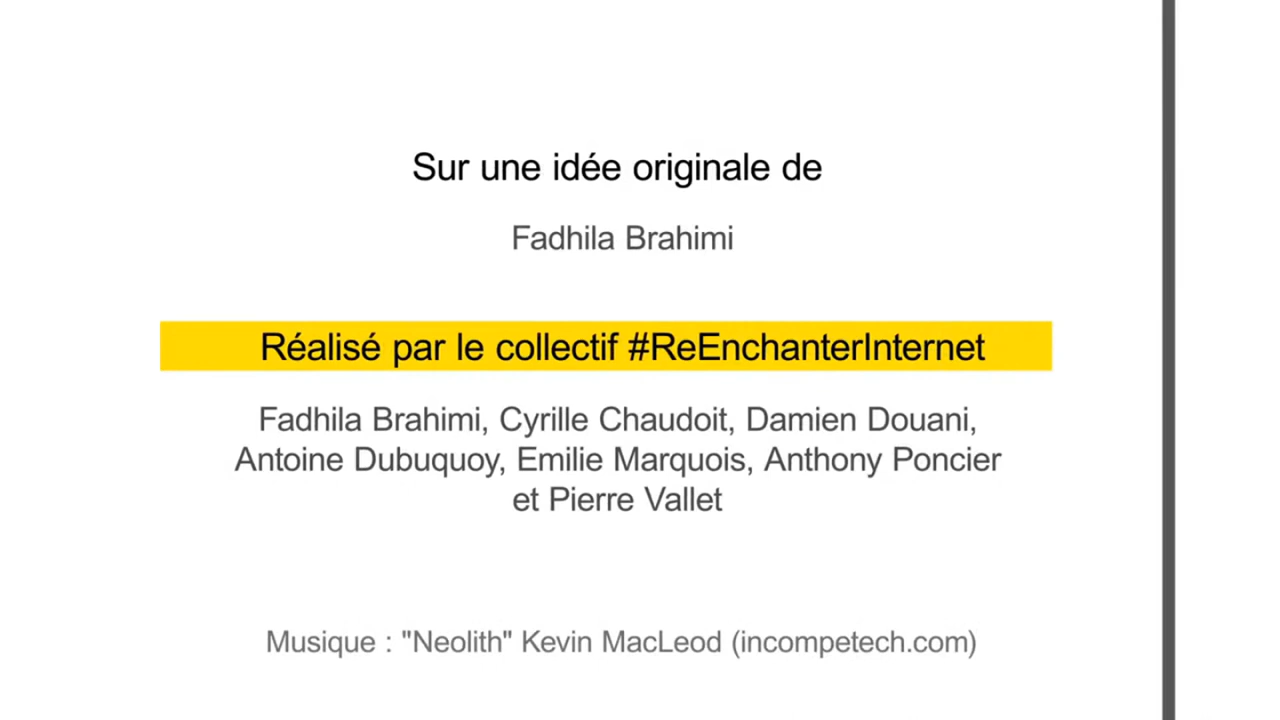 Sur une idée originale de
Fadhila Brahimi
Réalisé par le collectif #ReEnchanterInternet
Fadhila Brahimi, Cyrille Chaudoit, Damien Douani,
Antoine Dubuquoy, Emilie Marquois, Anthony Poncier
et Pierre Vallet
Musique : "Neolith" Kevin MacLeod (incompetech.com)